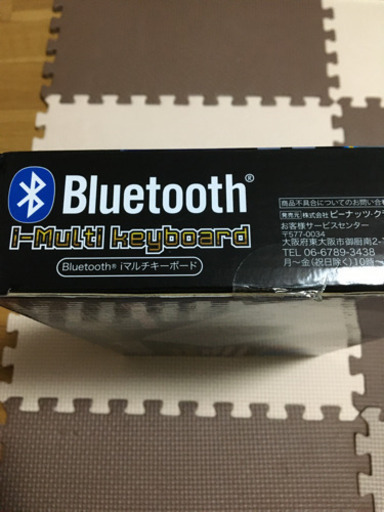 Bluetooth®
i-Multi keyboard
Bluetooth® iマルチキーボード
商品不具合についてのお問い合
発売元 株式会社 ピーナッツ・ク
お客様サービスセンター
〒577-0034
大阪府東大阪市御厨南2-
TEL 06-6789-3438
月～金(祝日除く)10時